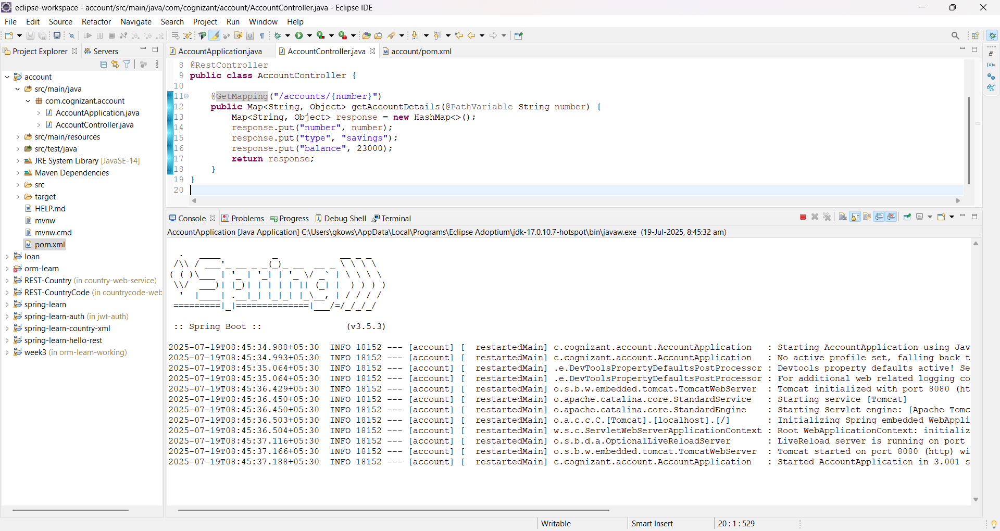 eclipse-workspace - account/src/main/java/com/cognizant/account/AccountController.java - Eclipse IDE
File Edit Source Refactor Navigate Search Project Run Window Help
Project Explorer
Servers
account
src/main/java
com.cognizant.account
AccountApplication.java
AccountController.java
src/main/resources
src/test/java
JRE System Library [JavaSE-14]
Maven Dependencies
src
target
HELP.md
mvnw
mvnw.cmd
pom.xml
loan
orm-learn
REST-Country (in country-web-service)
REST-CountryCode (in countrycode-web
spring-learn
spring-learn-auth (in jwt-auth)
spring-learn-country-xml
spring-learn-hello-rest
week3 (in orm-learn-working)
AccountApplication.java AccountController.java account/pom.xml
8 @RestController
9 public class AccountController {
10
11 @GetMapping("/accounts/{number}")
12 public Map<String, Object> getAccountDetails(@PathVariable String number) {
13 Map<String, Object> response = new HashMap<>();
14 response.put("number", number);
15 response.put("type", "savings");
16 response.put("balance", 23000);
17 return response;
18 }
19 }
20
Console Problems Progress Debug Shell Terminal
AccountApplication [Java Application] C:\Users\gkows\AppData\Local\Programs\Eclipse Adoptium\jdk-17.0.10.7-hotspot\bin\javaw.exe (19-Jul-2025, 8:45:32 am)
  .   ____          _            __ _ _
 /\\ / ___'_ __ _ _(_)_ __  __ _ \ \ \ \
( ( )\___ | '_ | '_| | '_ \/ _` | \ \ \ \
 \\/  ___)| |_)| | | | | || (_| |  ) ) ) )
  '  |____| .__|_| |_|_| |_\__, | / / / /
 =========|_|==============|___/=/_/_/_/
:: Spring Boot :: (v3.5.3)
2025-07-19T08:45:34.988+05:30 INFO 18152 --- [account] [ restartedMain] c.cognizant.account.AccountApplication : Starting AccountApplication using Jav
2025-07-19T08:45:34.993+05:30 INFO 18152 --- [account] [ restartedMain] c.cognizant.account.AccountApplication : No active profile set, falling back t
2025-07-19T08:45:35.064+05:30 INFO 18152 --- [account] [ restartedMain] .e.DevToolsPropertyDefaultsPostProcessor : Devtools property defaults active! Se
2025-07-19T08:45:35.064+05:30 INFO 18152 --- [account] [ restartedMain] .e.DevToolsPropertyDefaultsPostProcessor : For additional web related logging co
2025-07-19T08:45:36.429+05:30 INFO 18152 --- [account] [ restartedMain] o.s.b.w.embedded.tomcat.TomcatWebServer : Tomcat initialized with port 8080 (ht
2025-07-19T08:45:36.450+05:30 INFO 18152 --- [account] [ restartedMain] o.apache.catalina.core.StandardService : Starting service [Tomcat]
2025-07-19T08:45:36.450+05:30 INFO 18152 --- [account] [ restartedMain] o.apache.catalina.core.StandardEngine : Starting Servlet engine: [Apache Tomc
2025-07-19T08:45:36.503+05:30 INFO 18152 --- [account] [ restartedMain] o.a.c.c.C.[Tomcat].[localhost].[/] : Initializing Spring embedded WebAppli
2025-07-19T08:45:36.504+05:30 INFO 18152 --- [account] [ restartedMain] w.s.c.ServletWebServerApplicationContext : Root WebApplicationContext: initializ
2025-07-19T08:45:37.116+05:30 INFO 18152 --- [account] [ restartedMain] o.s.b.d.a.OptionalLiveReloadServer : LiveReload server is running on port
2025-07-19T08:45:37.166+05:30 INFO 18152 --- [account] [ restartedMain] o.s.b.w.embedded.tomcat.TomcatWebServer : Tomcat started on port 8080 (http) wi
2025-07-19T08:45:37.188+05:30 INFO 18152 --- [account] [ restartedMain] c.cognizant.account.AccountApplication : Started AccountApplication in 3.001 s
Writable Smart Insert 20 : 1 : 529